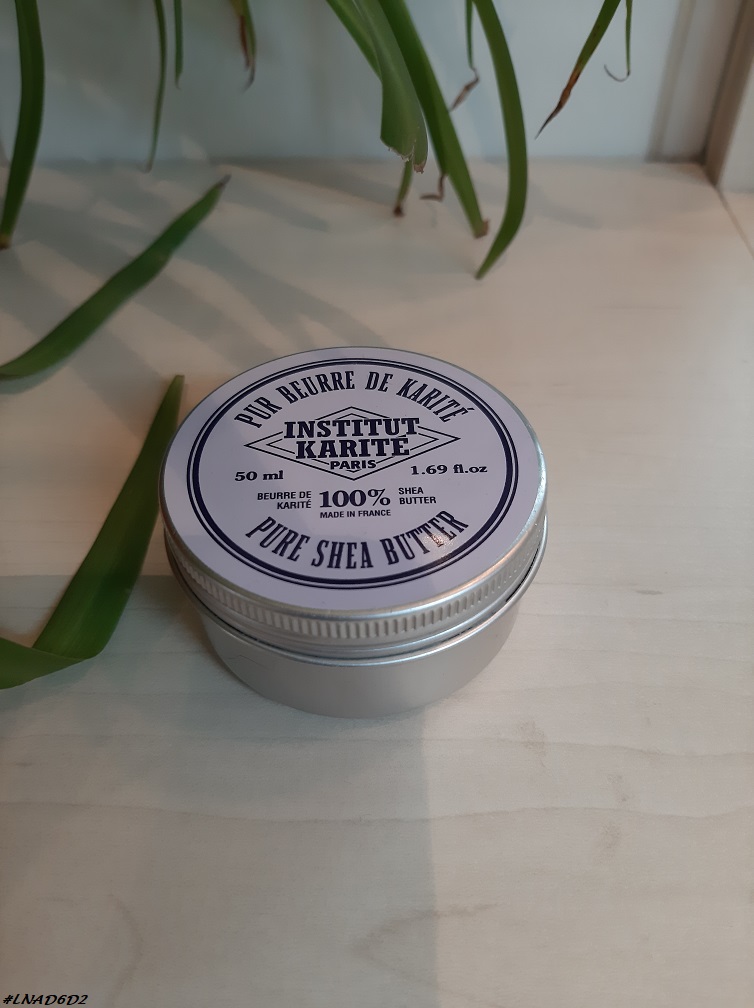 PUR BEURRE DE KARITÉ
INSTITUT
KARITÉ
PARIS
50 ml
1.69 fl.oz
BEURRE DE
KARITÉ
100%
SHEA
BUTTER
MADE IN FRANCE
PURE SHEA BUTTER
#LNAD6D2